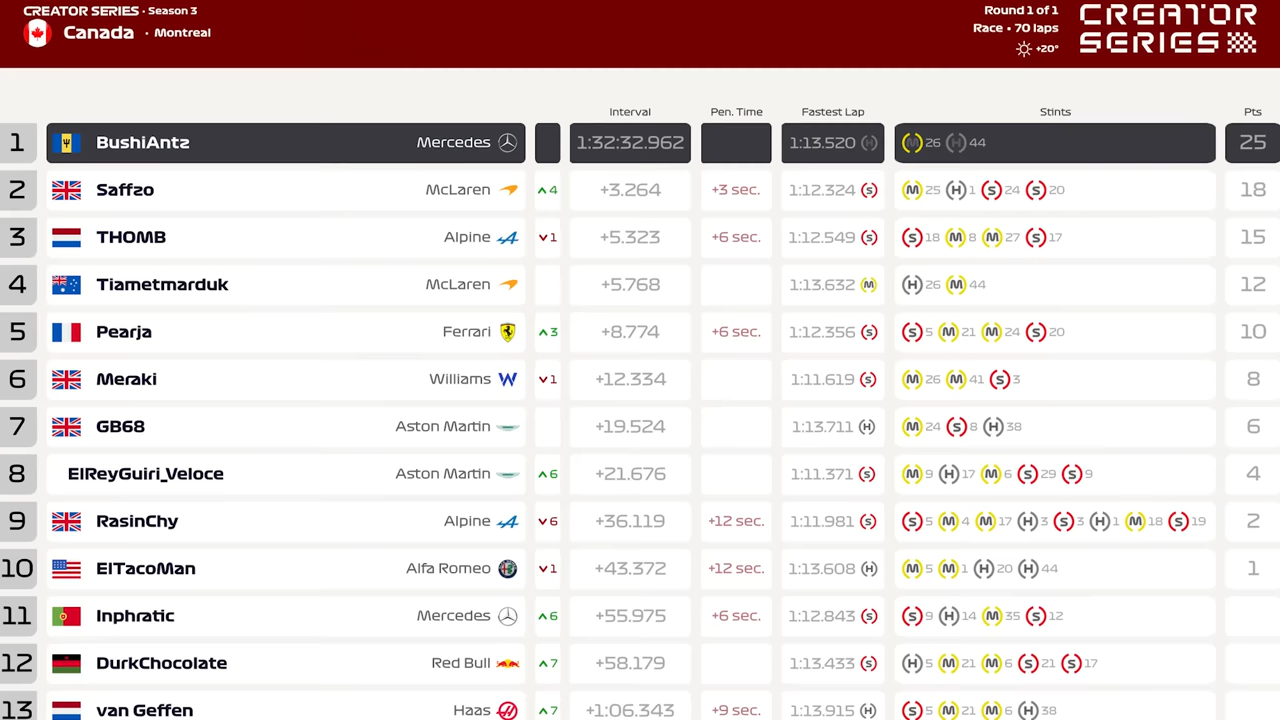 CREATOR SERIES • Season 3
Canada • Montreal
Round 1 of 1
Race • 70 laps
+20°
CREATOR
SERIES
Interval Pen. Time Fastest Lap Stints Pts
1 BushiAntz Mercedes 1:32:32.962 1:13.520 H M 26 H 44 25
2 Saffzo McLaren 4 +3.264 +3 sec. 1:12.324 S M 25 H 1 S 24 S 20 18
3 THOMB Alpine 1 +5.323 +6 sec. 1:12.549 S S 18 M 8 M 27 S 17 15
4 Tiametmarduk McLaren +5.768 1:13.632 M H 26 M 44 12
5 Pearja Ferrari 3 +8.774 +6 sec. 1:12.356 S S 5 M 21 M 24 S 20 10
6 Meraki Williams 1 +12.334 1:11.619 S M 26 M 41 S 3 8
7 GB68 Aston Martin +19.524 1:13.711 H M 24 S 8 H 38 6
8 ElReyGuiri_Veloce Aston Martin 6 +21.676 1:11.371 S M 9 H 17 M 6 S 29 S 9 4
9 RasinChy Alpine 6 +36.119 +12 sec. 1:11.981 S S 5 M 4 M 17 H 3 S 3 H 1 M 18 S 19 2
10 ElTacoMan Alfa Romeo 1 +43.372 +12 sec. 1:13.608 H M 5 M 1 H 20 H 44 1
11 Inphratic Mercedes 6 +55.975 +6 sec. 1:12.843 S S 9 H 14 M 35 S 12
12 DurkChocolate Red Bull 7 +58.179 1:13.433 S H 5 M 21 M 6 S 21 S 17
13 van Geffen Haas 7 +1:06.343 +9 sec. 1:13.915 H S 5 M 21 M 6 H 38